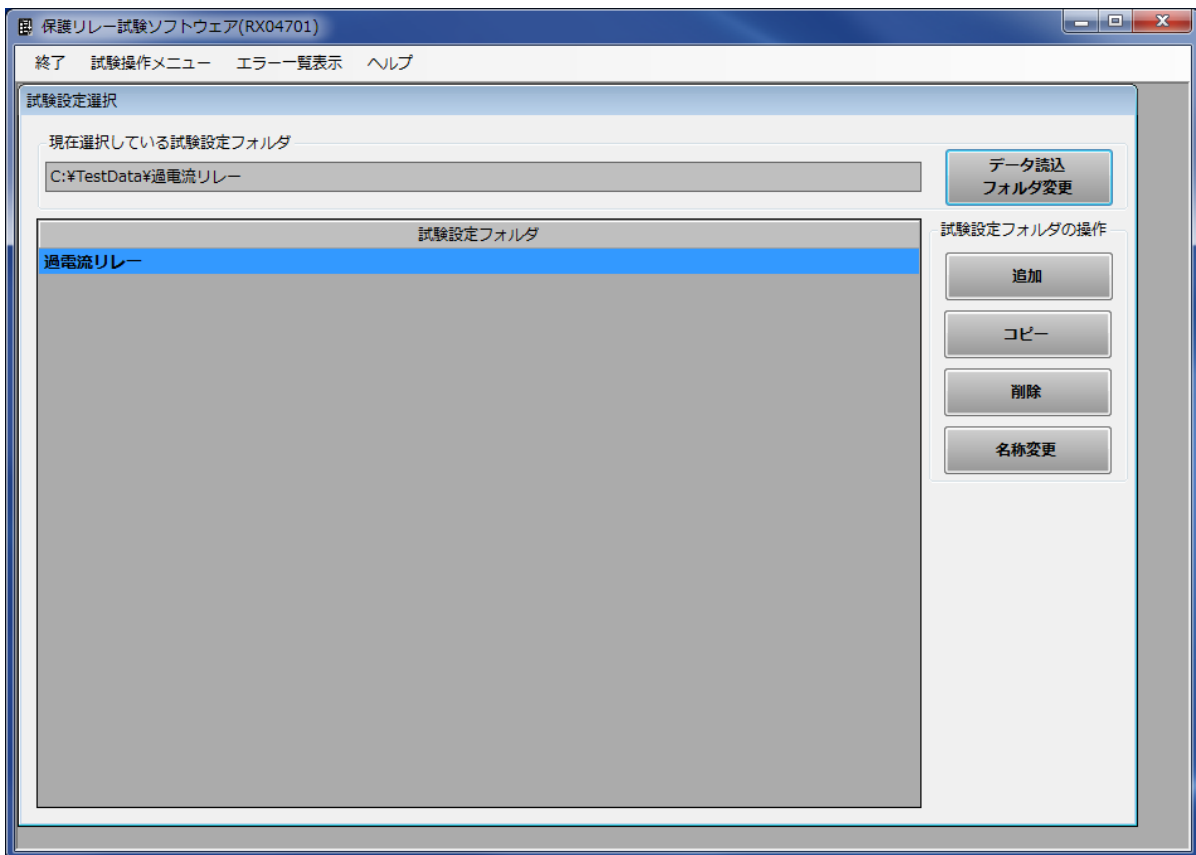 保護リレー試験ソフトウェア(RX04701)
終了 試験操作メニュー エラー一覧表示 ヘルプ
試験設定選択
現在選択している試験設定フォルダ
C:¥TestData¥過電流リレー
データ読込
フォルダ変更
試験設定フォルダ
過電流リレー
試験設定フォルダの操作
追加
コピー
削除
名称変更